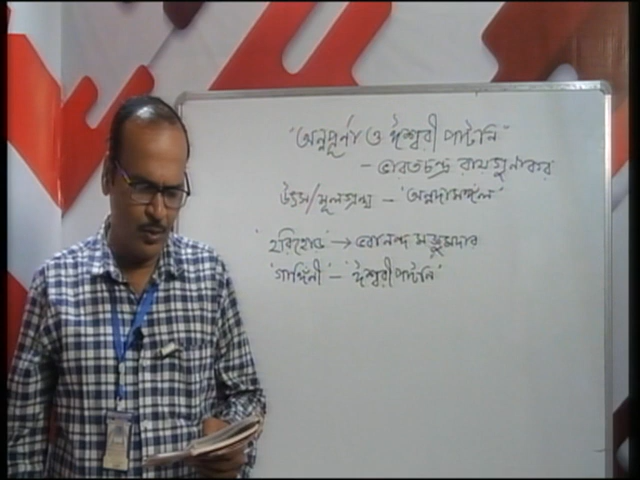 "অন্নপূর্ণা ও ঈশ্বরী পাটনি"
- ভারতচন্দ্র রায়গুনাকর
উৎস/মূলগ্রন্থ - 'অন্নদামঙ্গল'
'হরিহোড়' → ভবানন্দ মজুমদার
'গাঙ্গিনী' - 'ঈশ্বরী পাটনি'